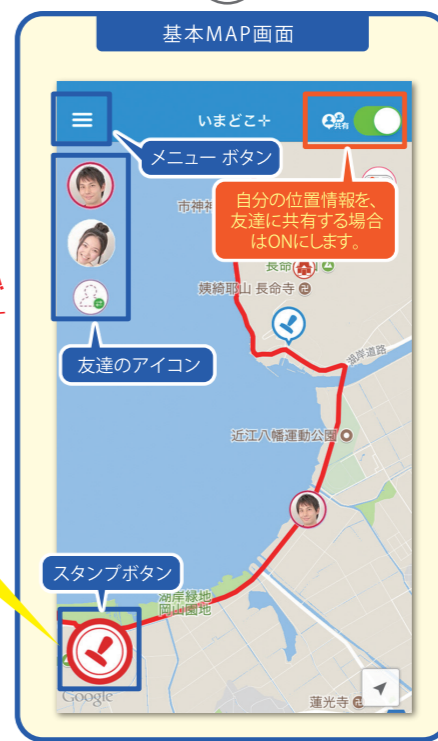 基本MAP画面
いまどこ+
共有
メニュー ボタン
自分の位置情報を、
友達に共有する場合
はONにします。
市神神
長命
姨綺耶山 長命寺
湖岸道路
友達のアイコン
近江八幡運動公園
スタンプボタン
湖岸緑地
岡山園地
Google
蓮光寺